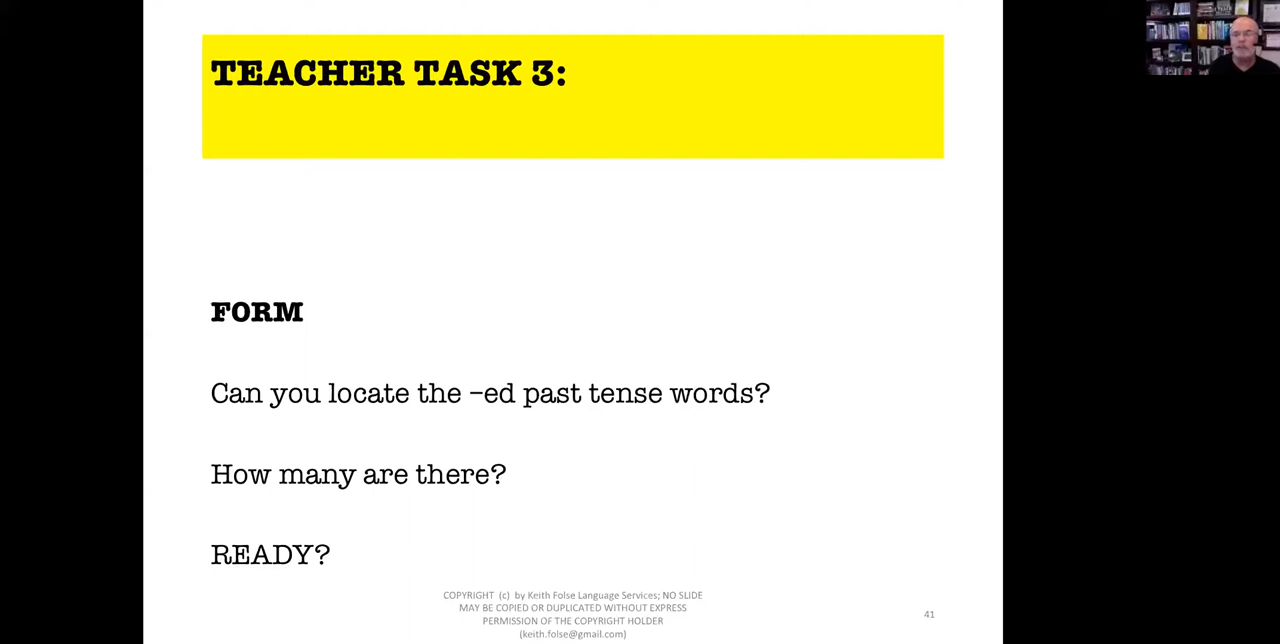 TEACHER TASK 3:
FORM
Can you locate the –ed past tense words?
How many are there?
READY?
COPYRIGHT (c) by Keith Folse Language Services; NO SLIDE
MAY BE COPIED OR DUPLICATED WITHOUT EXPRESS
PERMISSION OF THE COPYRIGHT HOLDER
(keith.folse@gmail.com)
41